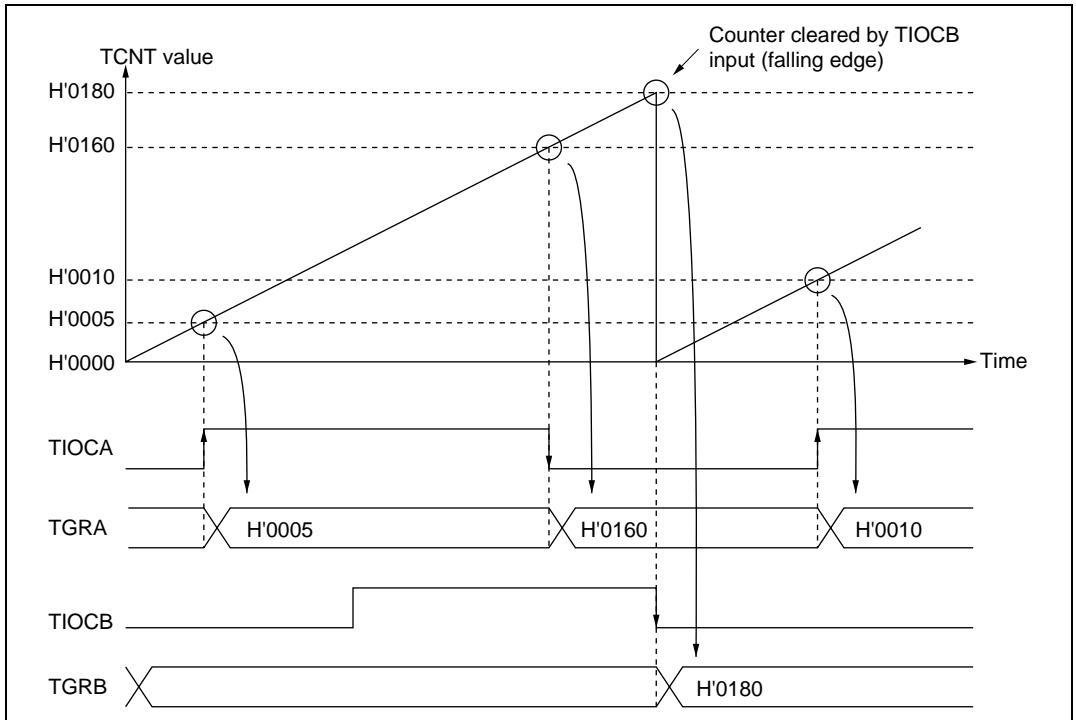 Counter cleared by TIOCB
input (falling edge)
TCNT value
H'0180
H'0160
H'0010
H'0005
H'0000
Time
TIOCA
TGRA
H'0005
H'0160
H'0010
TIOCB
TGRB
H'0180